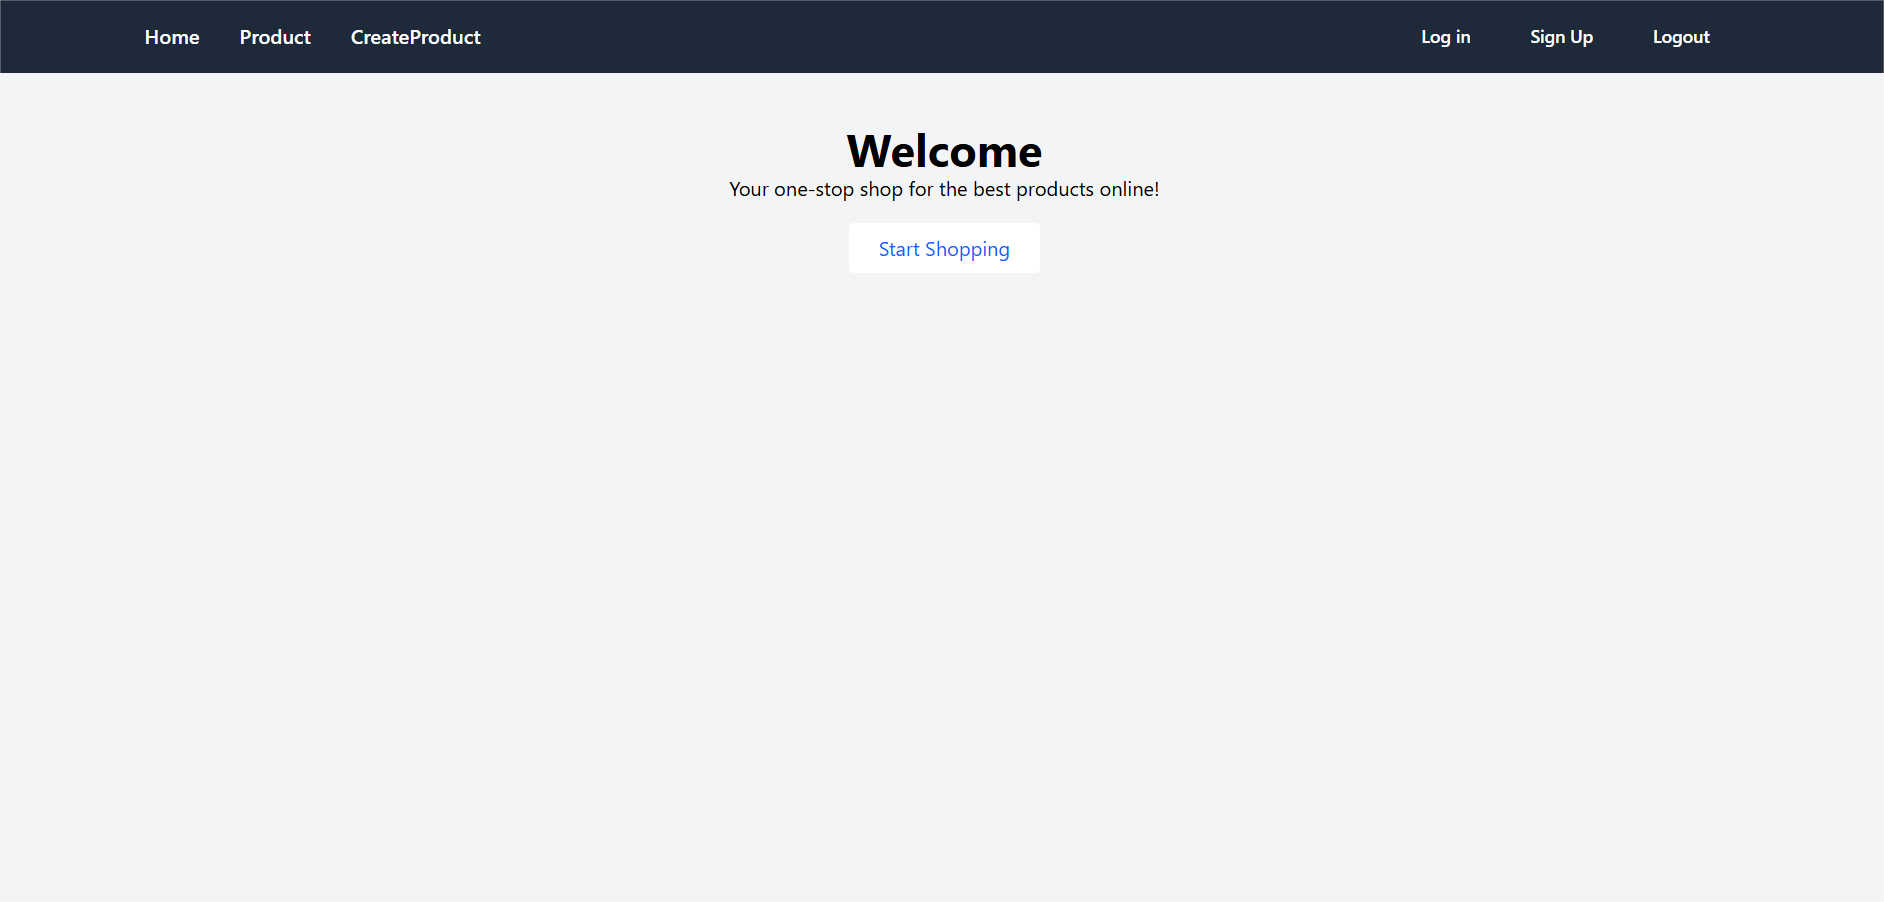 Home Product CreateProduct Log in Sign Up Logout
Welcome
Your one-stop shop for the best products online!
Start Shopping